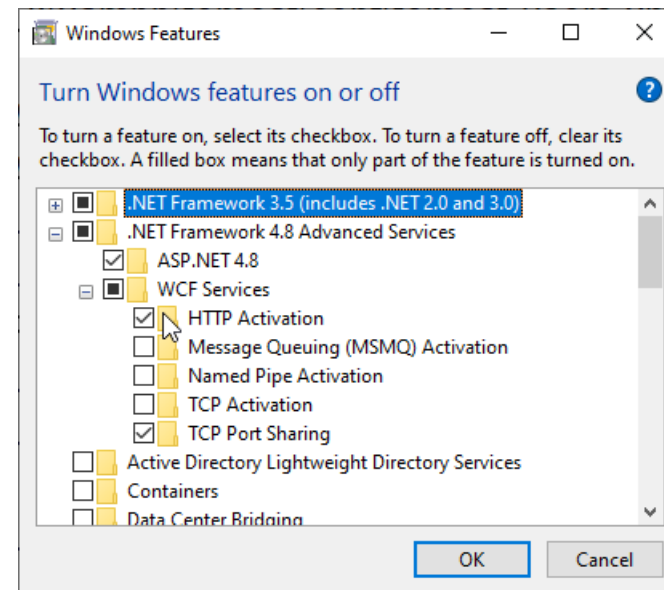 Windows Features
Turn Windows features on or off
?
To turn a feature on, select its checkbox. To turn a feature off, clear its
checkbox. A filled box means that only part of the feature is turned on.
.NET Framework 3.5 (includes .NET 2.0 and 3.0)
.NET Framework 4.8 Advanced Services
ASP.NET 4.8
WCF Services
HTTP Activation
Message Queuing (MSMQ) Activation
Named Pipe Activation
TCP Activation
TCP Port Sharing
Active Directory Lightweight Directory Services
Containers
Data Center Bridging
OK Cancel